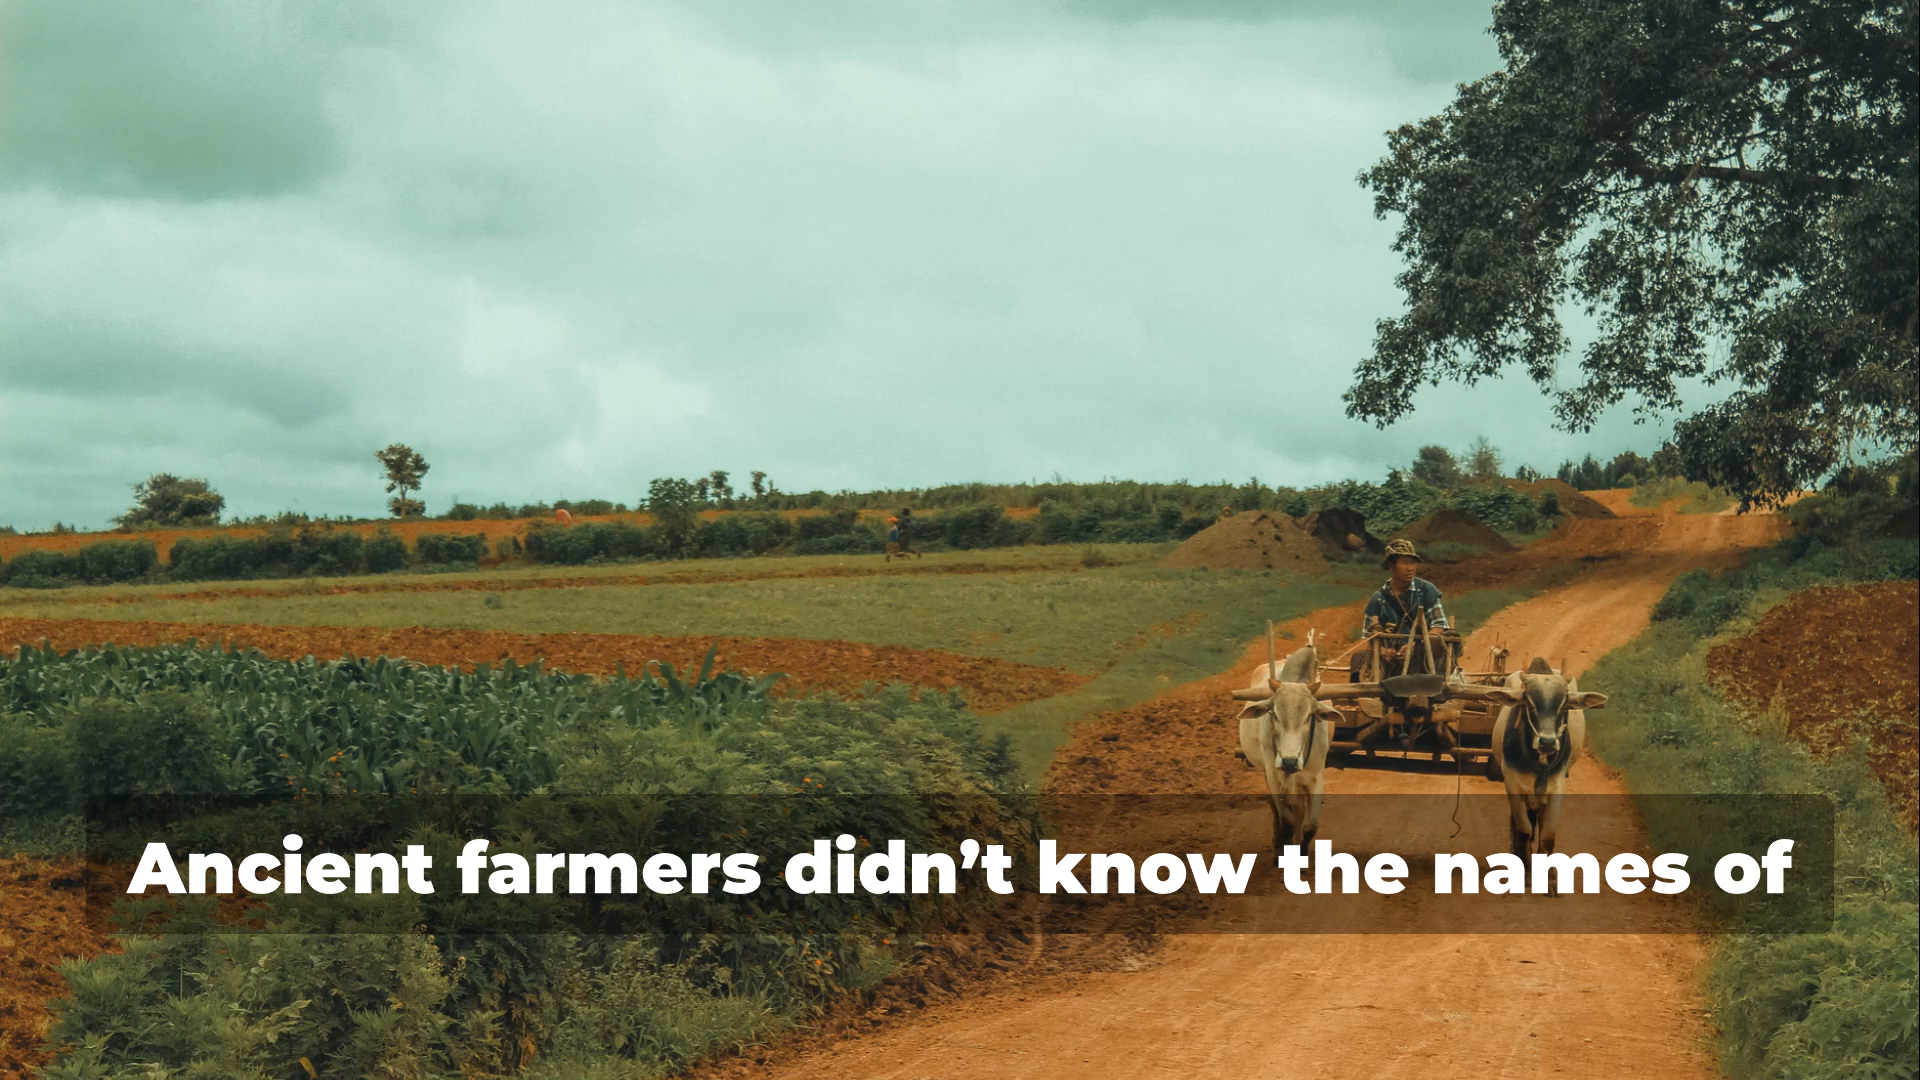 Ancient farmers didn’t know the names of